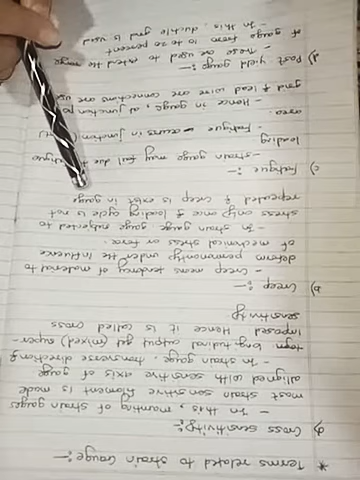 * Terms related to strain Gauge :-
a) Cross sensitivity :-
- In this, mounting of strain gauges
most strain sensitive filament is made
aligned with sensitive axis of gauge
- In strain gauge, transverse direction &
longitudinal output get (mixed) super-
imposed Hence it is called cross
sensitivity.
b) Creep :-
- Creep means tendency of material to
deform permanently under the influence
of mechanical stress or force.
- In strain gauge gauge subjected to
stress only once & loading cycle is not
repeated & creep is exist in gauge
c) Fatigue :-
- strain gauge may fail due to fatigue
loading
- Fatigue occurs in junction
area.
- Hence in gauge, at junction
grid & lead wire connections are use
d) Post yield gauge :-
- These are used to extend the range
of gauge from 10 to 20 percent
- In this, ductile grid is used